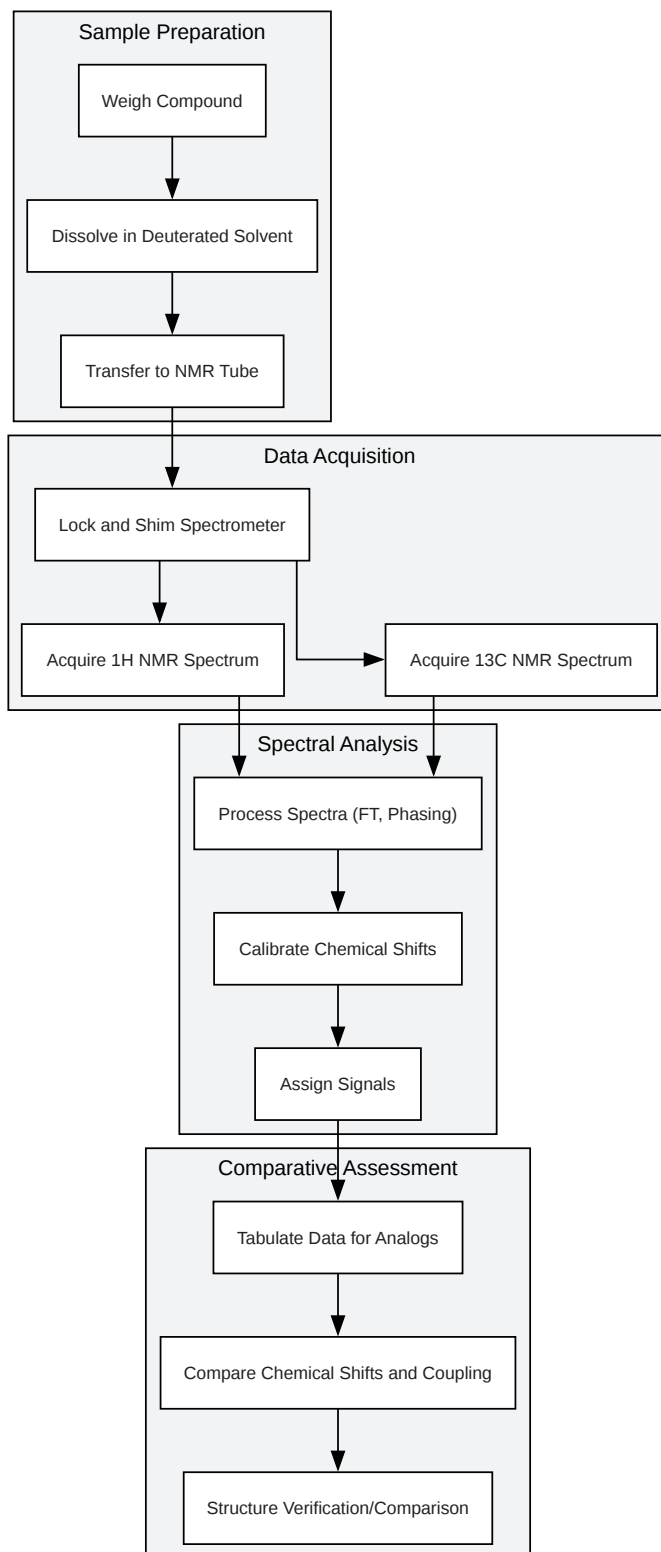 Sample Preparation
Weigh Compound
Dissolve in Deuterated Solvent
Transfer to NMR Tube
Data Acquisition
Lock and Shim Spectrometer
Acquire 1H NMR Spectrum
Acquire 13C NMR Spectrum
Spectral Analysis
Process Spectra (FT, Phasing)
Calibrate Chemical Shifts
Assign Signals
Comparative Assessment
Tabulate Data for Analogs
Compare Chemical Shifts and Coupling
Structure Verification/Comparison